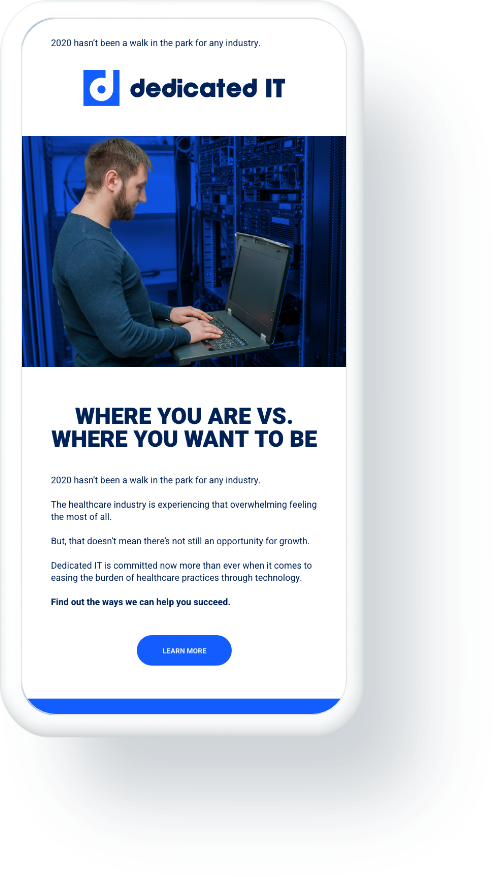 2020 hasn’t been a walk in the park for any industry.
d dedicated IT
WHERE YOU ARE VS.
WHERE YOU WANT TO BE
2020 hasn’t been a walk in the park for any industry.
The healthcare industry is experiencing that overwhelming feeling
the most of all.
But, that doesn’t mean there’s not still an opportunity for growth.
Dedicated IT is committed now more than ever when it comes to
easing the burden of healthcare practices through technology.
Find out the ways we can help you succeed.
LEARN MORE